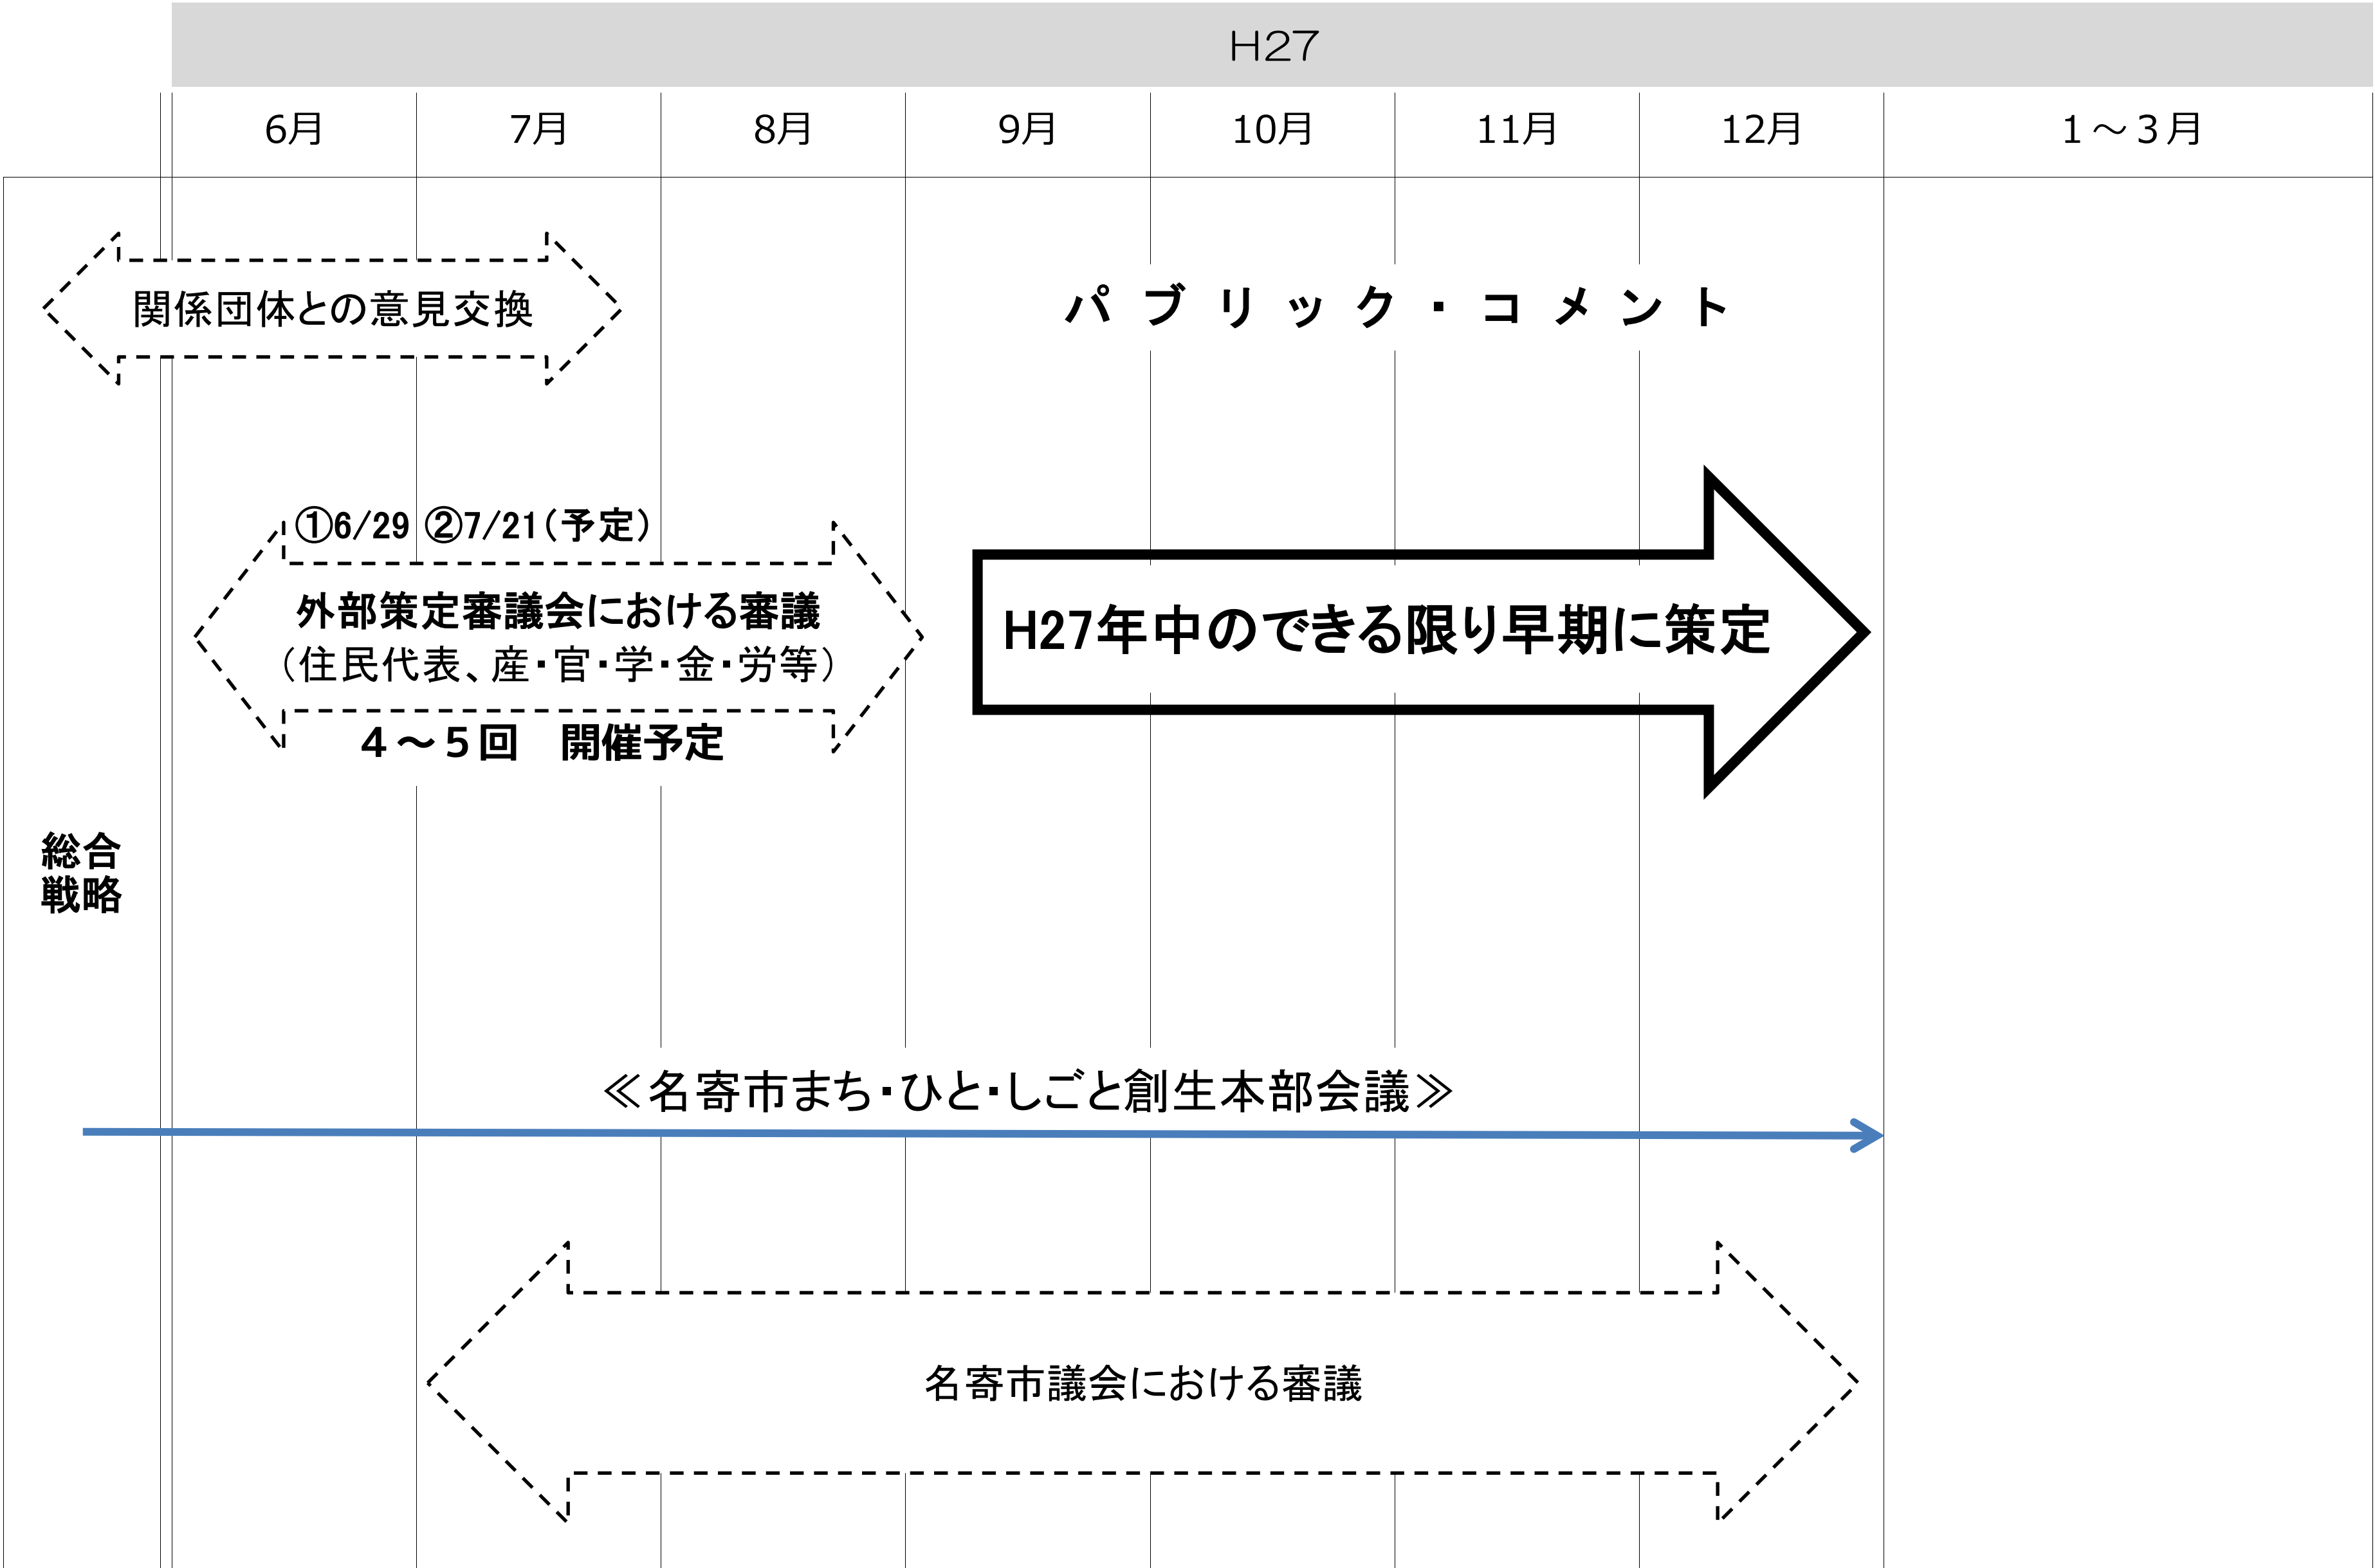 H27
6月 7月 8月 9月 10月 11月 12月 1～3月
関係団体との意見交換
パブリック・コメント
①6/29 ②7/21(予定)
外部策定審議会における審議
(住民代表、産・官・学・金・労等)
4～5回　開催予定
H27年中のできる限り早期に策定
総合
戦略
≪名寄市まち・ひと・しごと創生本部会議≫
名寄市議会における審議